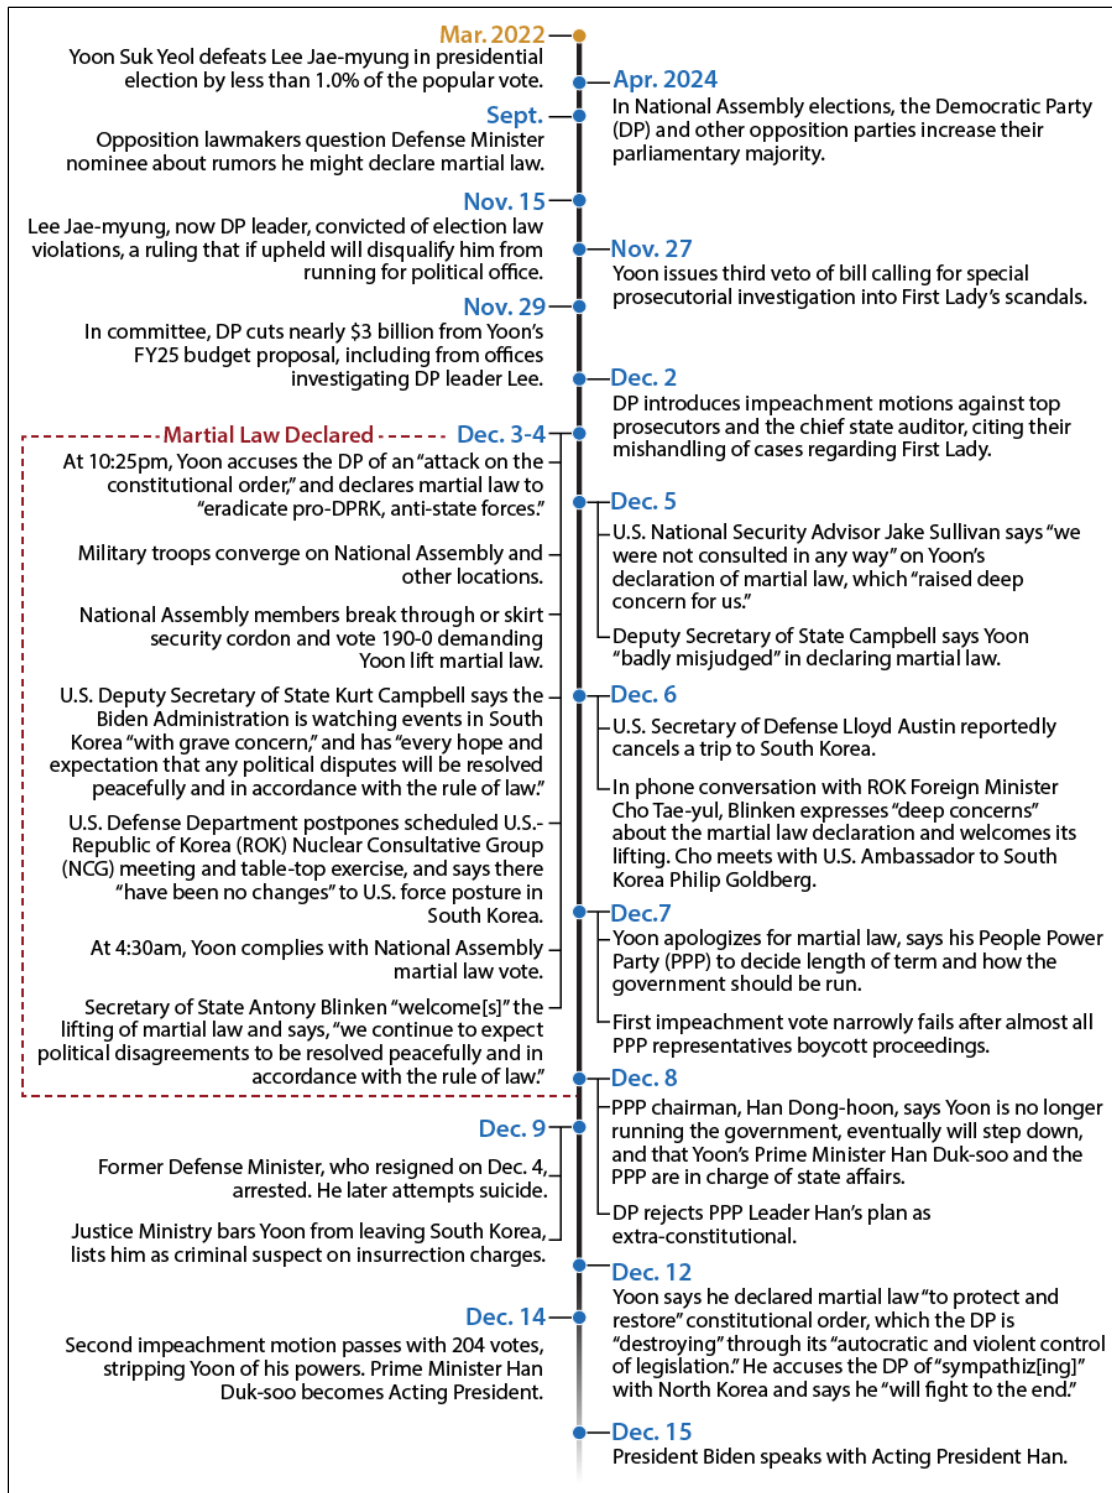 Mar. 2022
Yoon Suk Yeol defeats Lee Jae-myung in presidential
election by less than 1.0% of the popular vote.
Apr. 2024
In National Assembly elections, the Democratic Party
(DP) and other opposition parties increase their
parliamentary majority.
Sept.
Opposition lawmakers question Defense Minister
nominee about rumors he might declare martial law.
Nov. 15
Lee Jae-myung, now DP leader, convicted of election law
violations, a ruling that if upheld will disqualify him from
running for political office.
Nov. 27
Yoon issues third veto of bill calling for special
prosecutorial investigation into First Lady's scandals.
Nov. 29
In committee, DP cuts nearly $3 billion from Yoon's
FY25 budget proposal, including from offices
investigating DP leader Lee.
Dec. 2
DP introduces impeachment motions against top
prosecutors and the chief state auditor, citing their
mishandling of cases regarding First Lady.
Martial Law Declared
Dec. 3-4
At 10:25pm, Yoon accuses the DP of an “attack on the
constitutional order,” and declares martial law to
“eradicate pro-DPRK, anti-state forces.”
Military troops converge on National Assembly and
other locations.
National Assembly members break through or skirt
security cordon and vote 190-0 demanding
Yoon lift martial law.
U.S. Deputy Secretary of State Kurt Campbell says the
Biden Administration is watching events in South
Korea “with grave concern,” and has “every hope and
expectation that any political disputes will be resolved
peacefully and in accordance with the rule of law.”
U.S. Defense Department postpones scheduled U.S.-
Republic of Korea (ROK) Nuclear Consultative Group
(NCG) meeting and table-top exercise, and says there
“have been no changes” to U.S. force posture in
South Korea.
At 4:30am, Yoon complies with National Assembly
martial law vote.
Secretary of State Antony Blinken “welcome[s]” the
lifting of martial law and says, “we continue to expect
political disagreements to be resolved peacefully and in
accordance with the rule of law.”
Dec. 5
U.S. National Security Advisor Jake Sullivan says “we
were not consulted in any way” on Yoon's
declaration of martial law, which “raised deep
concern for us.”
Deputy Secretary of State Campbell says Yoon
“badly misjudged” in declaring martial law.
Dec. 6
U.S. Secretary of Defense Lloyd Austin reportedly
cancels a trip to South Korea.
In phone conversation with ROK Foreign Minister
Cho Tae-yul, Blinken expresses “deep concerns”
about the martial law declaration and welcomes its
lifting. Cho meets with U.S. Ambassador to South
Korea Philip Goldberg.
Dec.7
Yoon apologizes for martial law, says his People Power
Party (PPP) to decide length of term and how the
government should be run.
First impeachment vote narrowly fails after almost all
PPP representatives boycott proceedings.
Dec. 8
PPP chairman, Han Dong-hoon, says Yoon is no longer
running the government, eventually will step down,
and that Yoon's Prime Minister Han Duk-soo and the
PPP are in charge of state affairs.
DP rejects PPP Leader Han's plan as
extra-constitutional.
Dec. 9
Former Defense Minister, who resigned on Dec. 4,
arrested. He later attempts suicide.
Justice Ministry bars Yoon from leaving South Korea,
lists him as criminal suspect on insurrection charges.
Dec. 12
Yoon says he declared martial law “to protect and
restore” constitutional order, which the DP is
“destroying” through its “autocratic and violent control
of legislation.” He accuses the DP of “sympathiz[ing]”
with North Korea and says he “will fight to the end.”
Dec. 14
Second impeachment motion passes with 204 votes,
stripping Yoon of his powers. Prime Minister Han
Duk-soo becomes Acting President.
Dec. 15
President Biden speaks with Acting President Han.